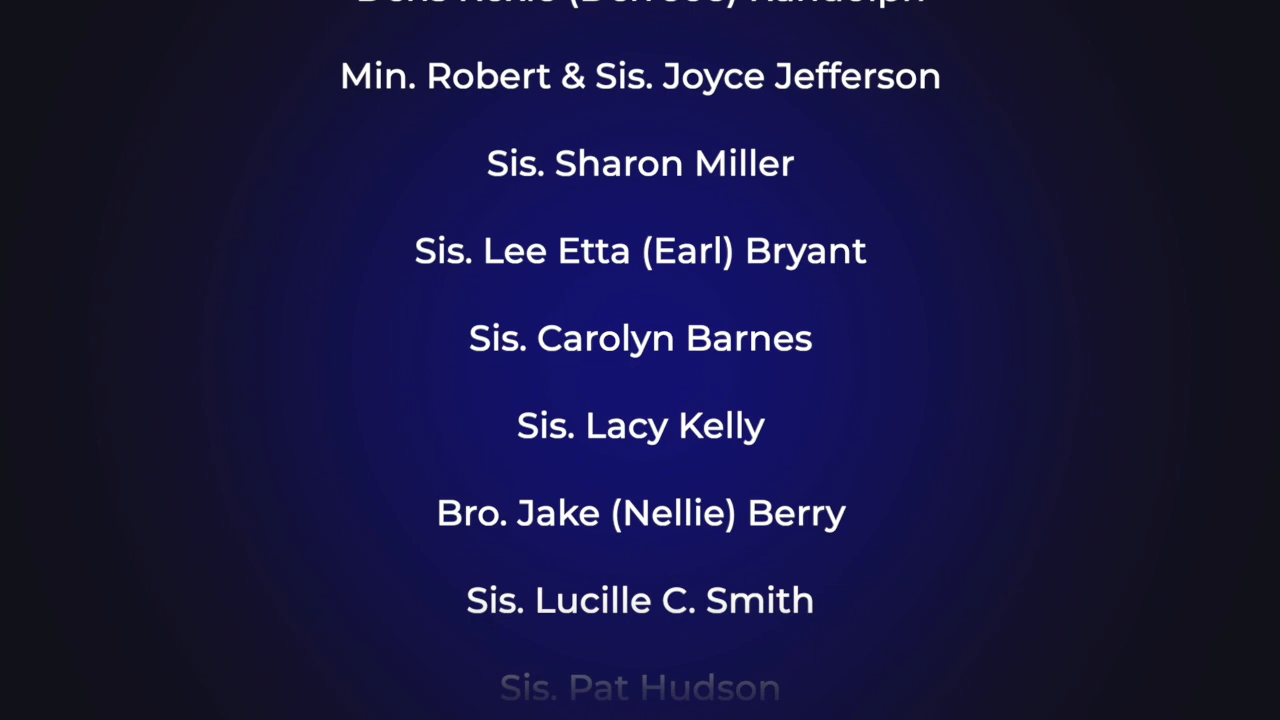 Randolph
Min. Robert & Sis. Joyce Jefferson
Sis. Sharon Miller
Sis. Lee Etta (Earl) Bryant
Sis. Carolyn Barnes
Sis. Lacy Kelly
Bro. Jake (Nellie) Berry
Sis. Lucille C. Smith
Sis. Pat Hudson